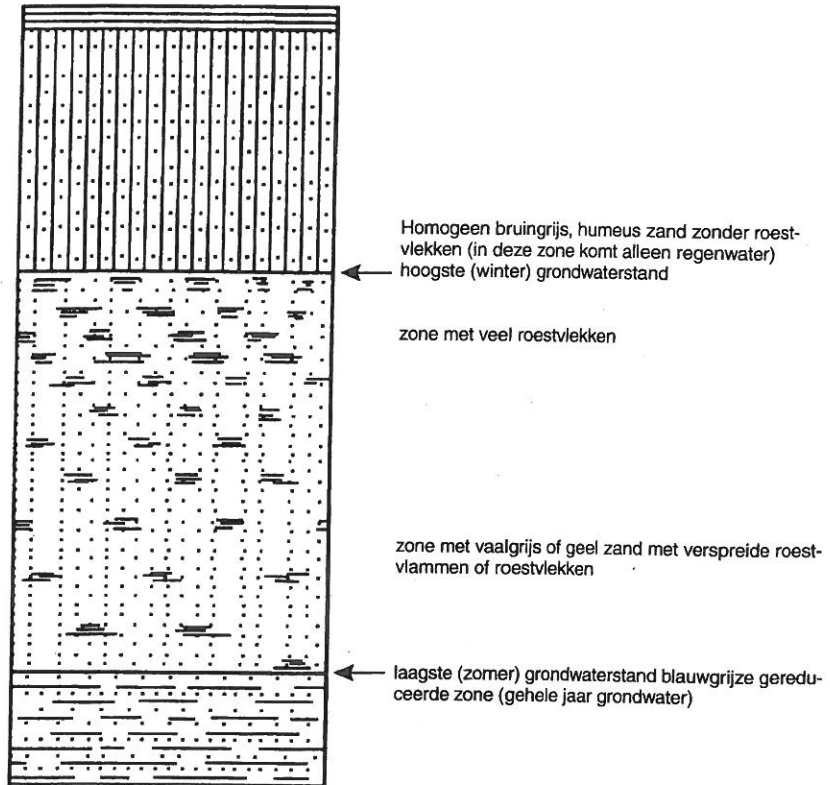 Homogeen bruingrijs, humeus zand zonder roest-
vlekken (in deze zone komt alleen regenwater)
hoogste (winter) grondwaterstand
zone met veel roestvlekken
zone met vaalgrijs of geel zand met verspreide roest-
vlammen of roestvlekken
laagste (zomer) grondwaterstand blauwgrijze geredu-
ceerde zone (gehele jaar grondwater)